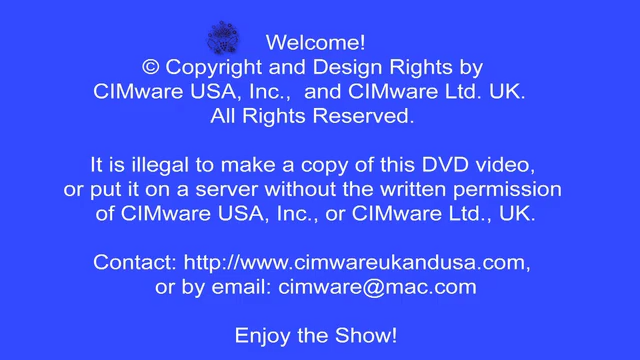 Welcome!
© Copyright and Design Rights by
CIMware USA, Inc., and CIMware Ltd. UK.
All Rights Reserved.
It is illegal to make a copy of this DVD video,
or put it on a server without the written permission
of CIMware USA, Inc., or CIMware Ltd., UK.
Contact: http://www.cimwareukandusa.com,
or by email: cimware@mac.com
Enjoy the Show!